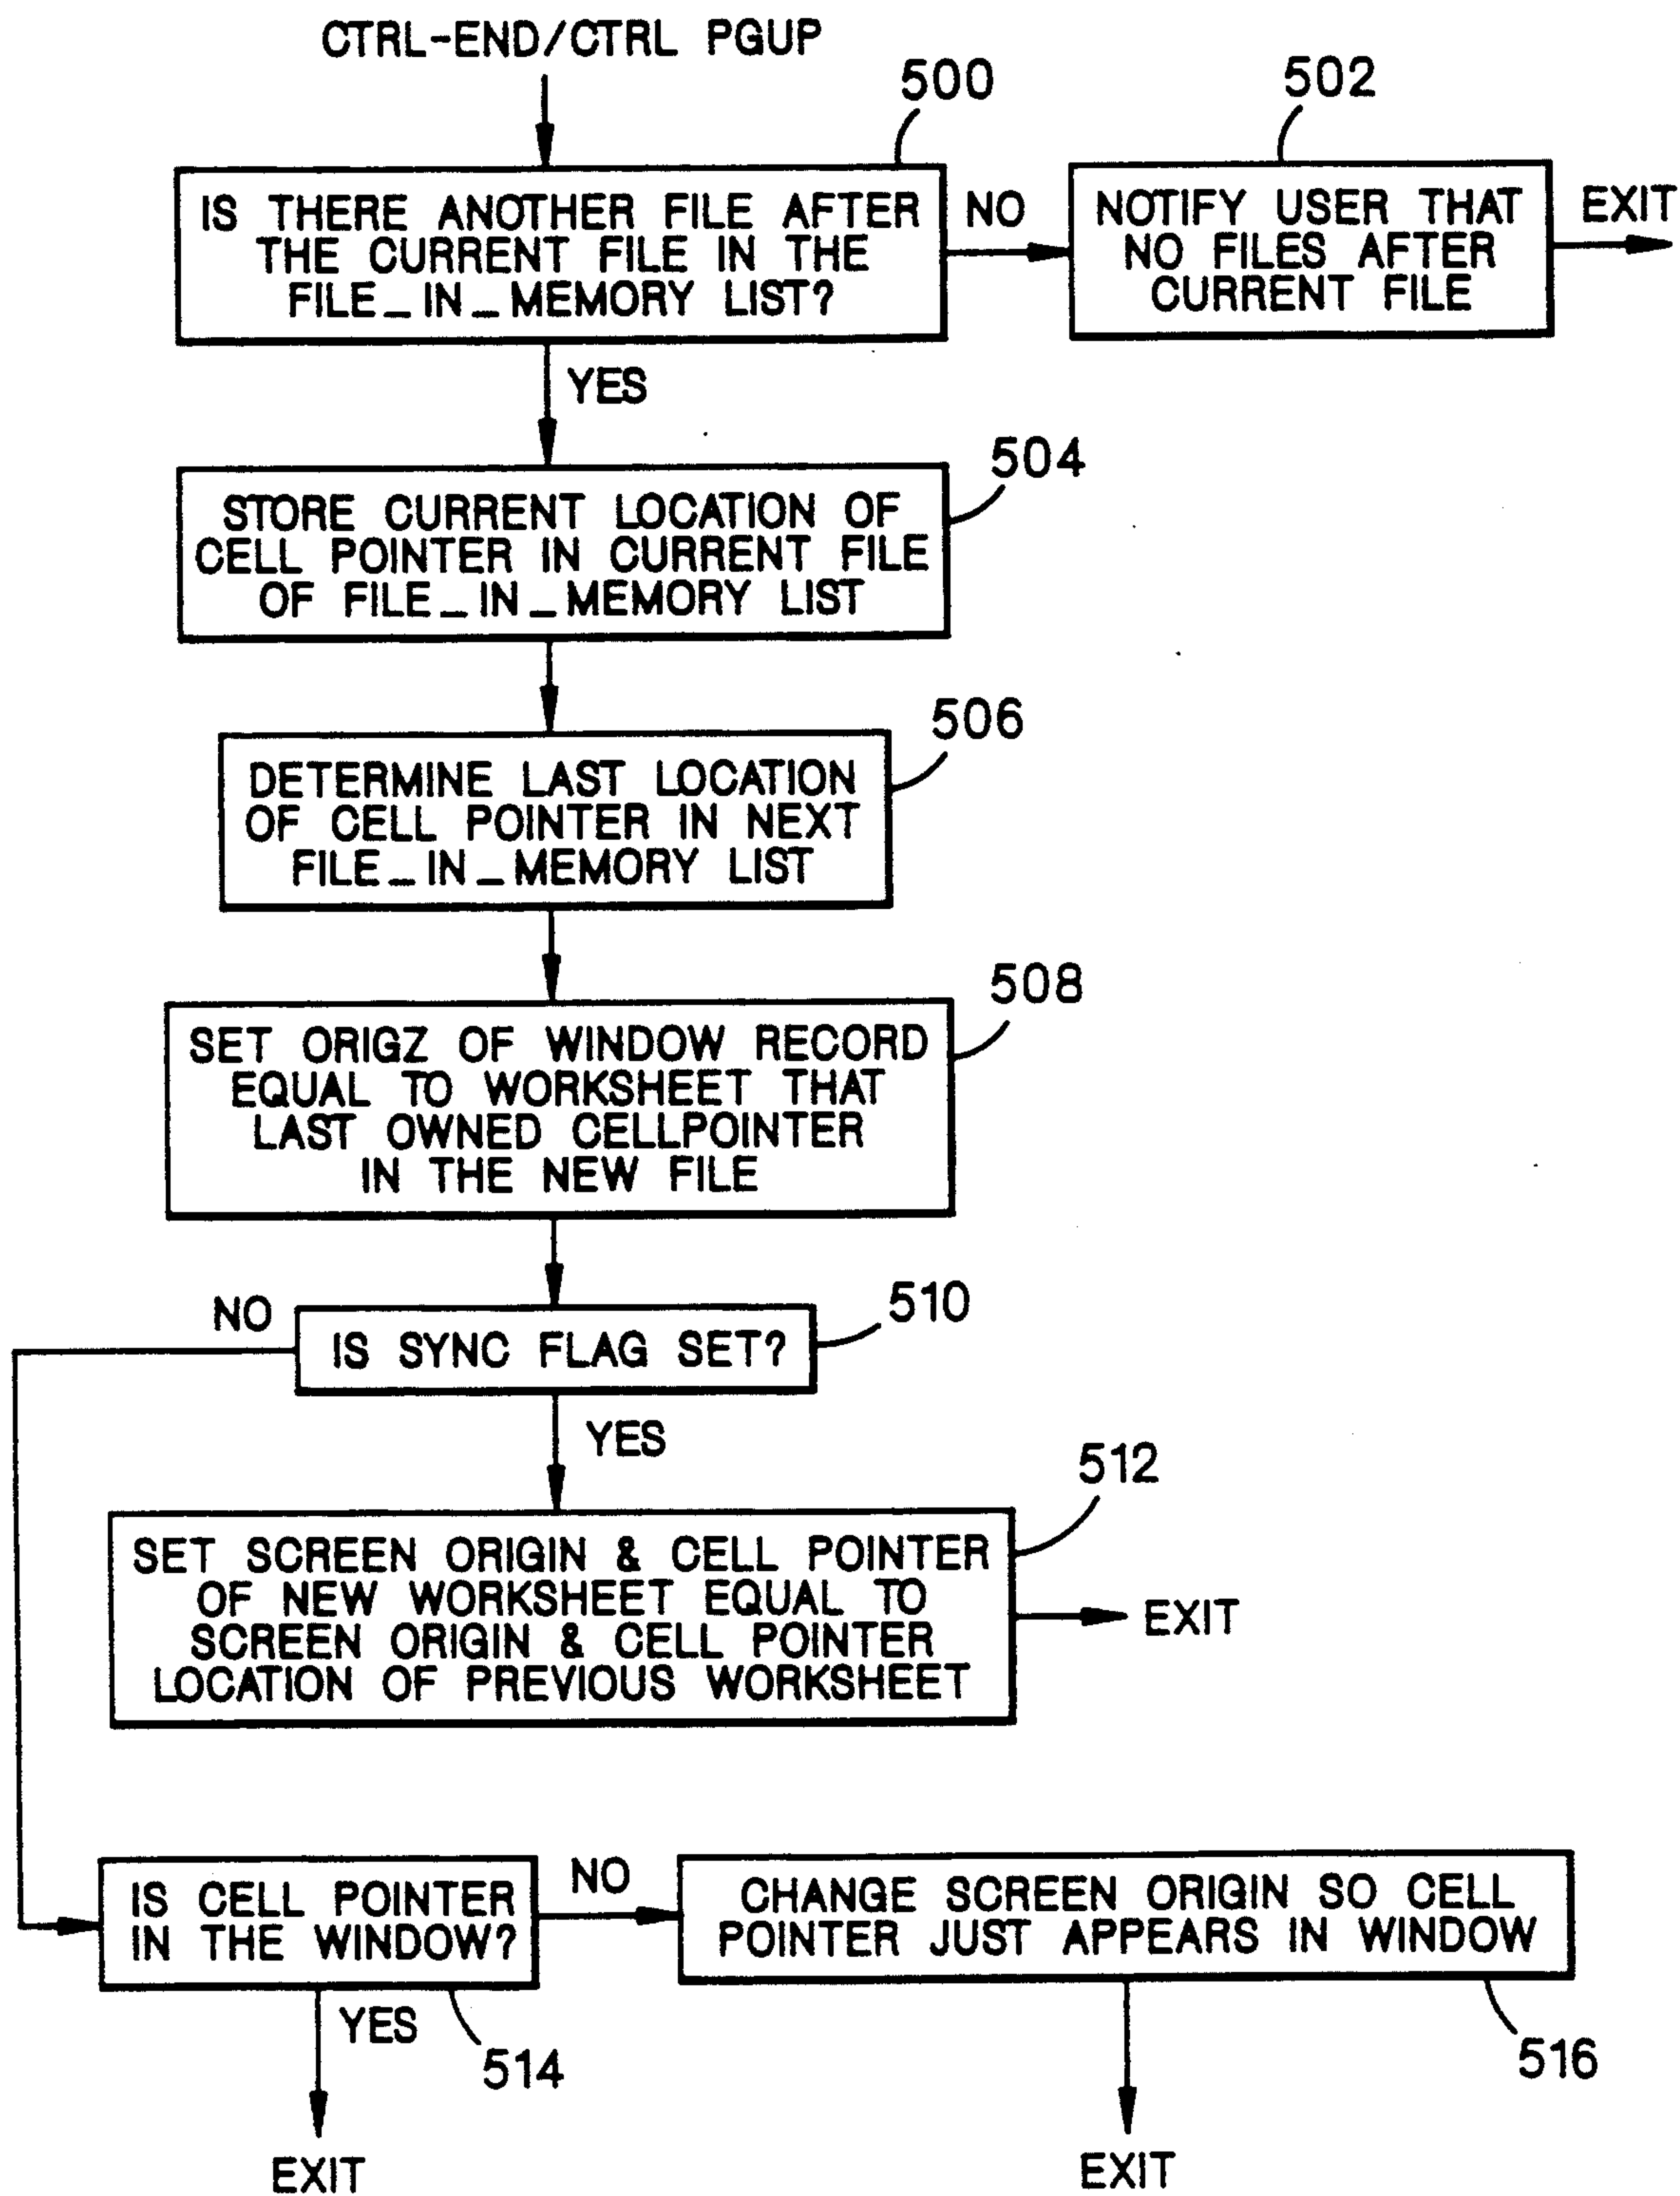 CTRL-END/CTRL PGUP
500
502
IS THERE ANOTHER FILE AFTER
THE CURRENT FILE IN THE
FILE_IN_MEMORY LIST?
NO
NOTIFY USER THAT
NO FILES AFTER
CURRENT FILE
EXIT
YES
504
STORE CURRENT LOCATION OF
CELL POINTER IN CURRENT FILE
OF FILE_IN_MEMORY LIST
506
DETERMINE LAST LOCATION
OF CELL POINTER IN NEXT
FILE_IN_MEMORY LIST
508
SET ORIGZ OF WINDOW RECORD
EQUAL TO WORKSHEET THAT
LAST OWNED CELLPOINTER
IN THE NEW FILE
510
NO
IS SYNC FLAG SET?
YES
512
SET SCREEN ORIGIN & CELL POINTER
OF NEW WORKSHEET EQUAL TO
SCREEN ORIGIN & CELL POINTER
LOCATION OF PREVIOUS WORKSHEET
EXIT
IS CELL POINTER
IN THE WINDOW?
NO
CHANGE SCREEN ORIGIN SO CELL
POINTER JUST APPEARS IN WINDOW
YES
514
516
EXIT
EXIT